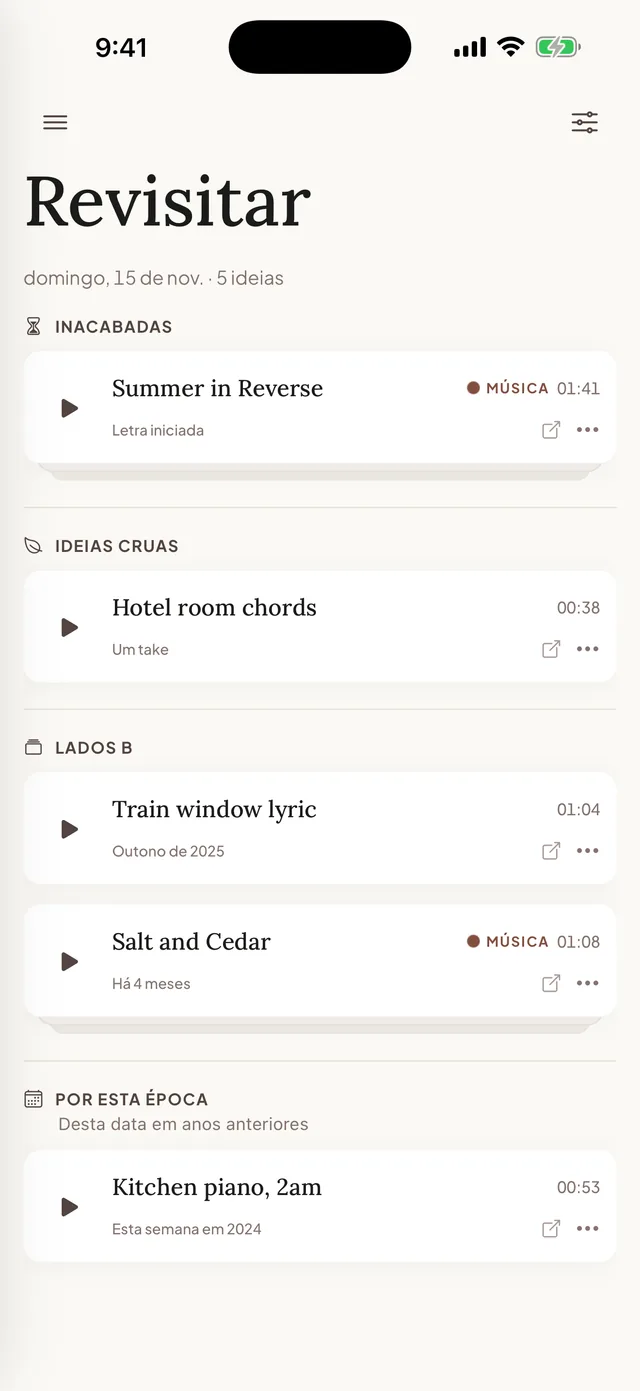 9:41
Revisitar
domingo, 15 de nov. · 5 ideias
INACABADAS
Summer in Reverse
MÚSICA 01:41
Letra iniciada
IDEIAS CRUAS
Hotel room chords
00:38
Um take
LADOS B
Train window lyric
01:04
Outono de 2025
Salt and Cedar
MÚSICA 01:08
Há 4 meses
POR ESTA ÉPOCA
Desta data em anos anteriores
Kitchen piano, 2am
00:53
Esta semana em 2024